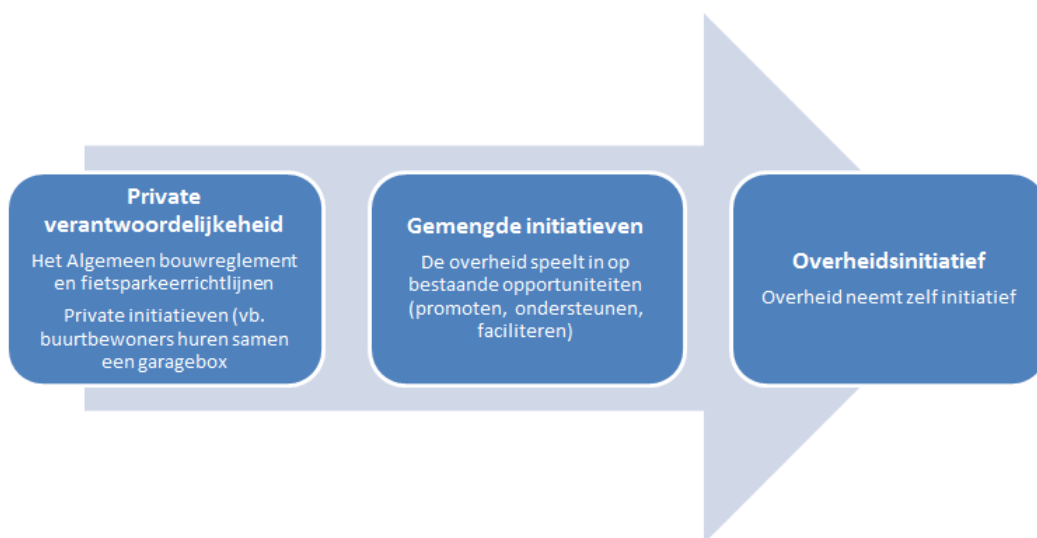 Private
verantwoordelijkeheid
Het Algemeen bouwreglement
en fietsparkeerrichtlijnen
Private initiatieven (vb.
buurtbewoners huren samen
een garagebox
Gemengde initiatieven
De overheid speelt in op
bestaande opportuniteiten
(promoten, ondersteunen,
faciliteren)
Overheidsinitiatief
Overheid neemt zelf initiatief